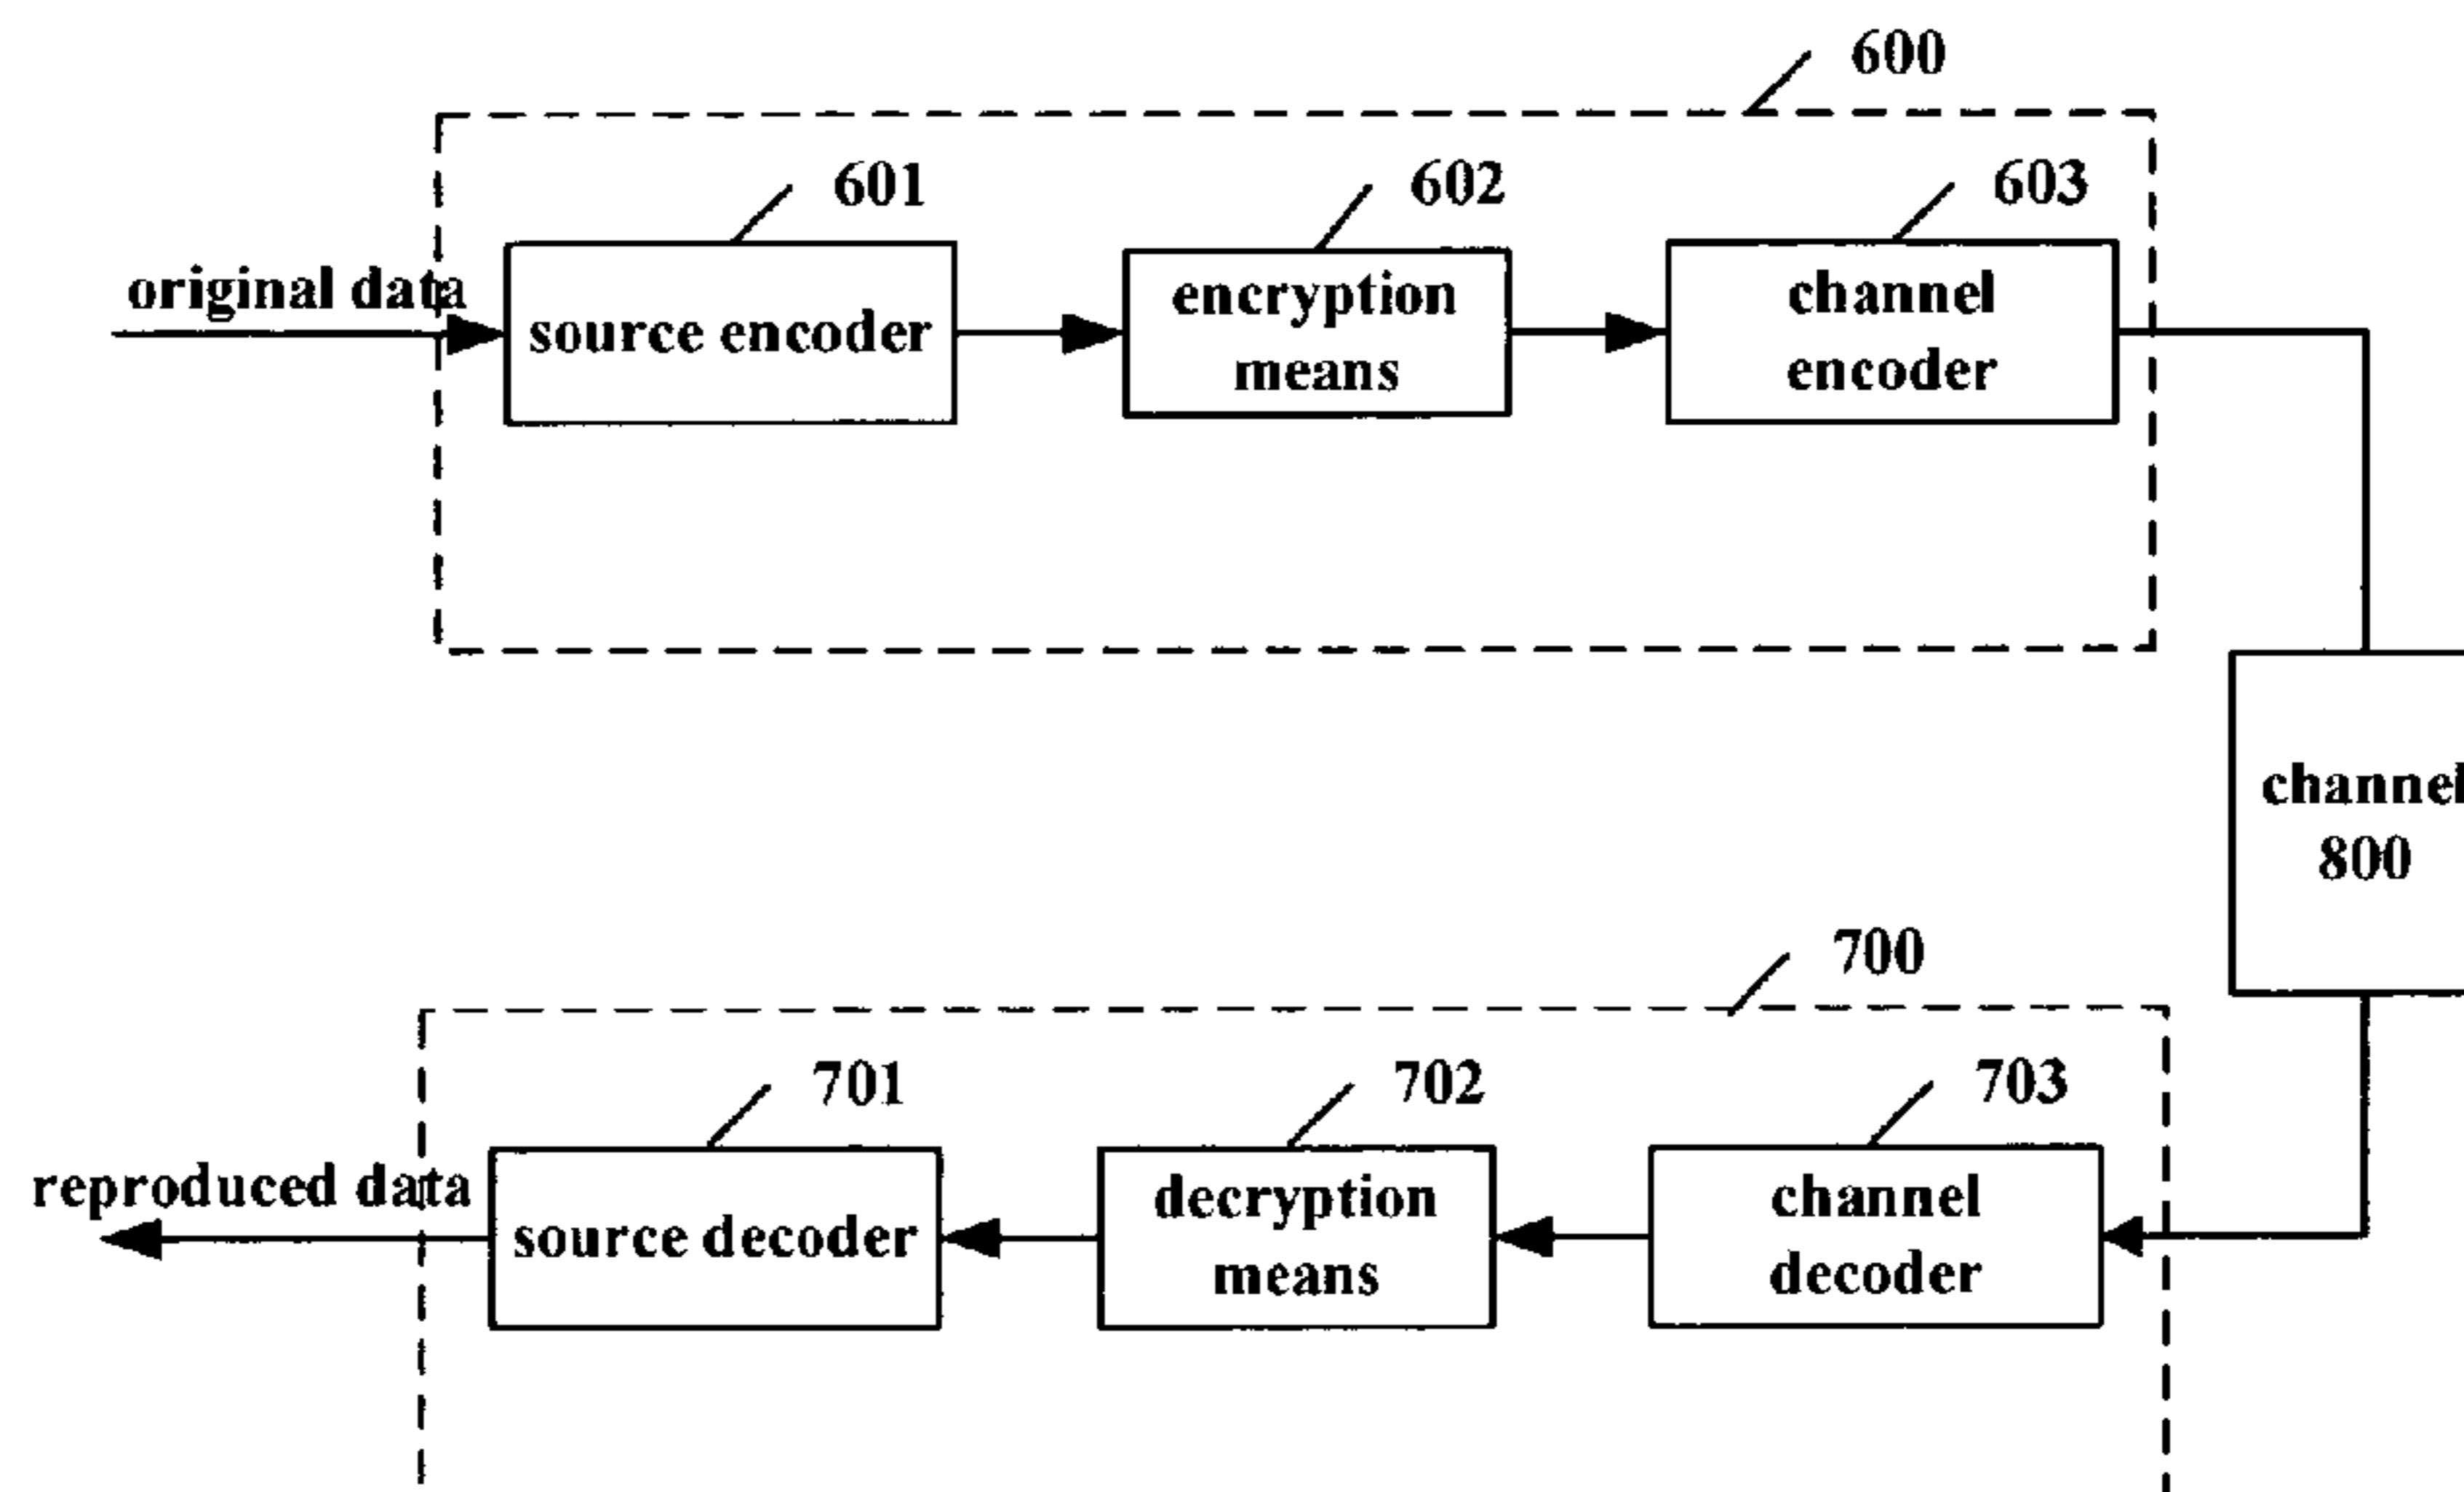 600
601
602
603
original data
source encoder
encryption
means
channel
encoder
channel
800
700
701
702
703
reproduced data
source decoder
decryption
means
channel
decoder